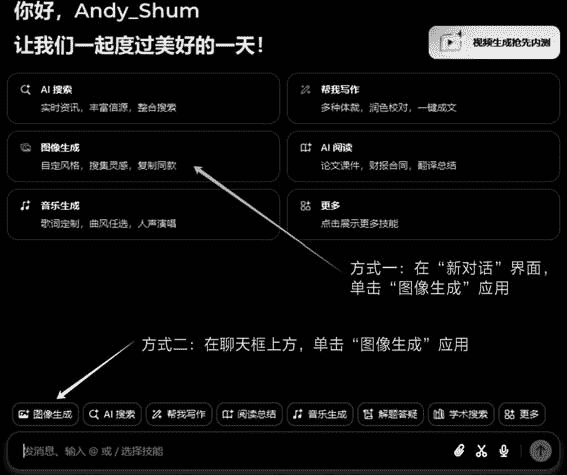 你好，Andy_Shum
让我们一起度过美好的一天！
视频生成抢先内测
AI 搜索
实时资讯，丰富信源，整合搜索
帮我写作
多种体裁，润色校对，一键成文
图像生成
自定风格，搜集灵感，复制同款
AI 阅读
论文课件，财报合同，翻译总结
音乐生成
歌词定制，曲风任选，人声演唱
更多
点击展示更多技能
方式一：在“新对话”界面，
单击“图像生成”应用
方式二：在聊天框上方，单击“图像生成”应用
图像生成 AI 搜索 帮我写作 阅读总结 音乐生成 解题答疑 学术搜索 更多
发消息、输入 @ 或 / 选择技能